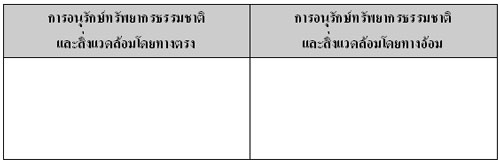 การอนุรักษ์ทรัพยากรธรรมชาติ
และสิ่งแวดล้อมโดยทางตรง
การอนุรักษ์ทรัพยากรธรรมชาติ
และสิ่งแวดล้อมโดยทางอ้อม